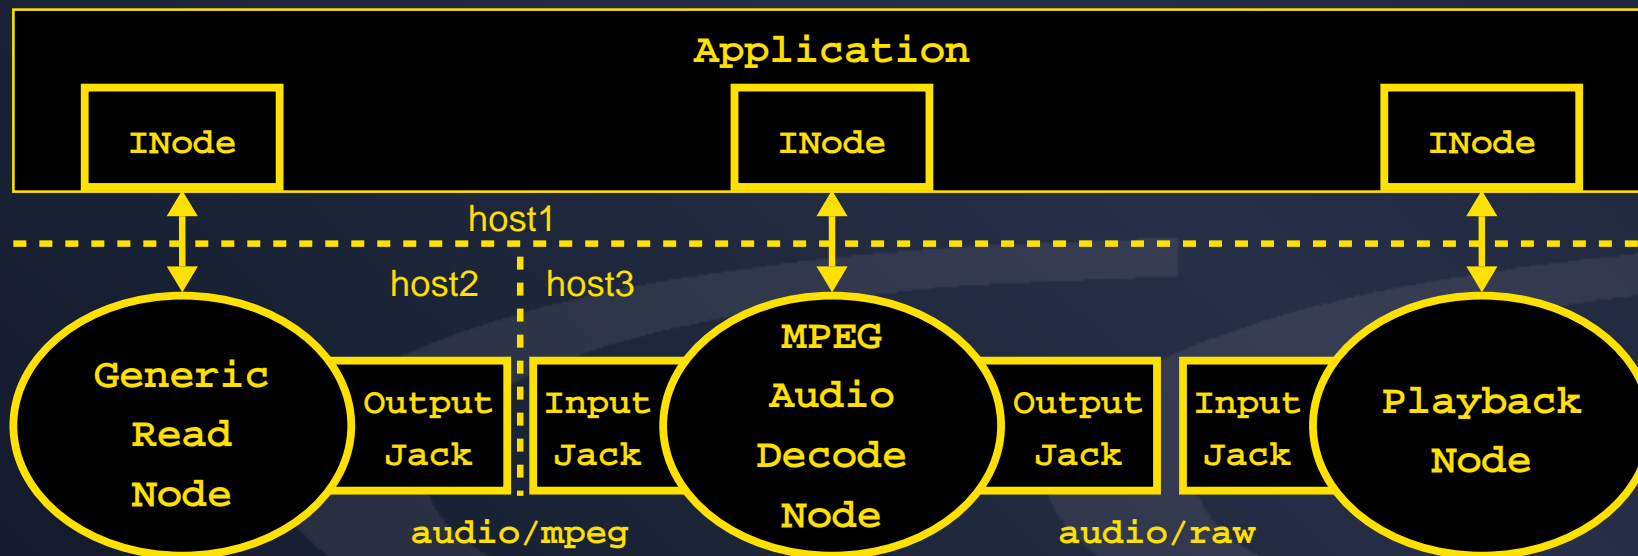 Application
INode
INode
INode
host1
host2
host3
Generic
Read
Node
Output
Jack
Input
Jack
MPEG
Audio
Decode
Node
Output
Jack
Input
Jack
Playback
Node
audio/mpeg
audio/raw